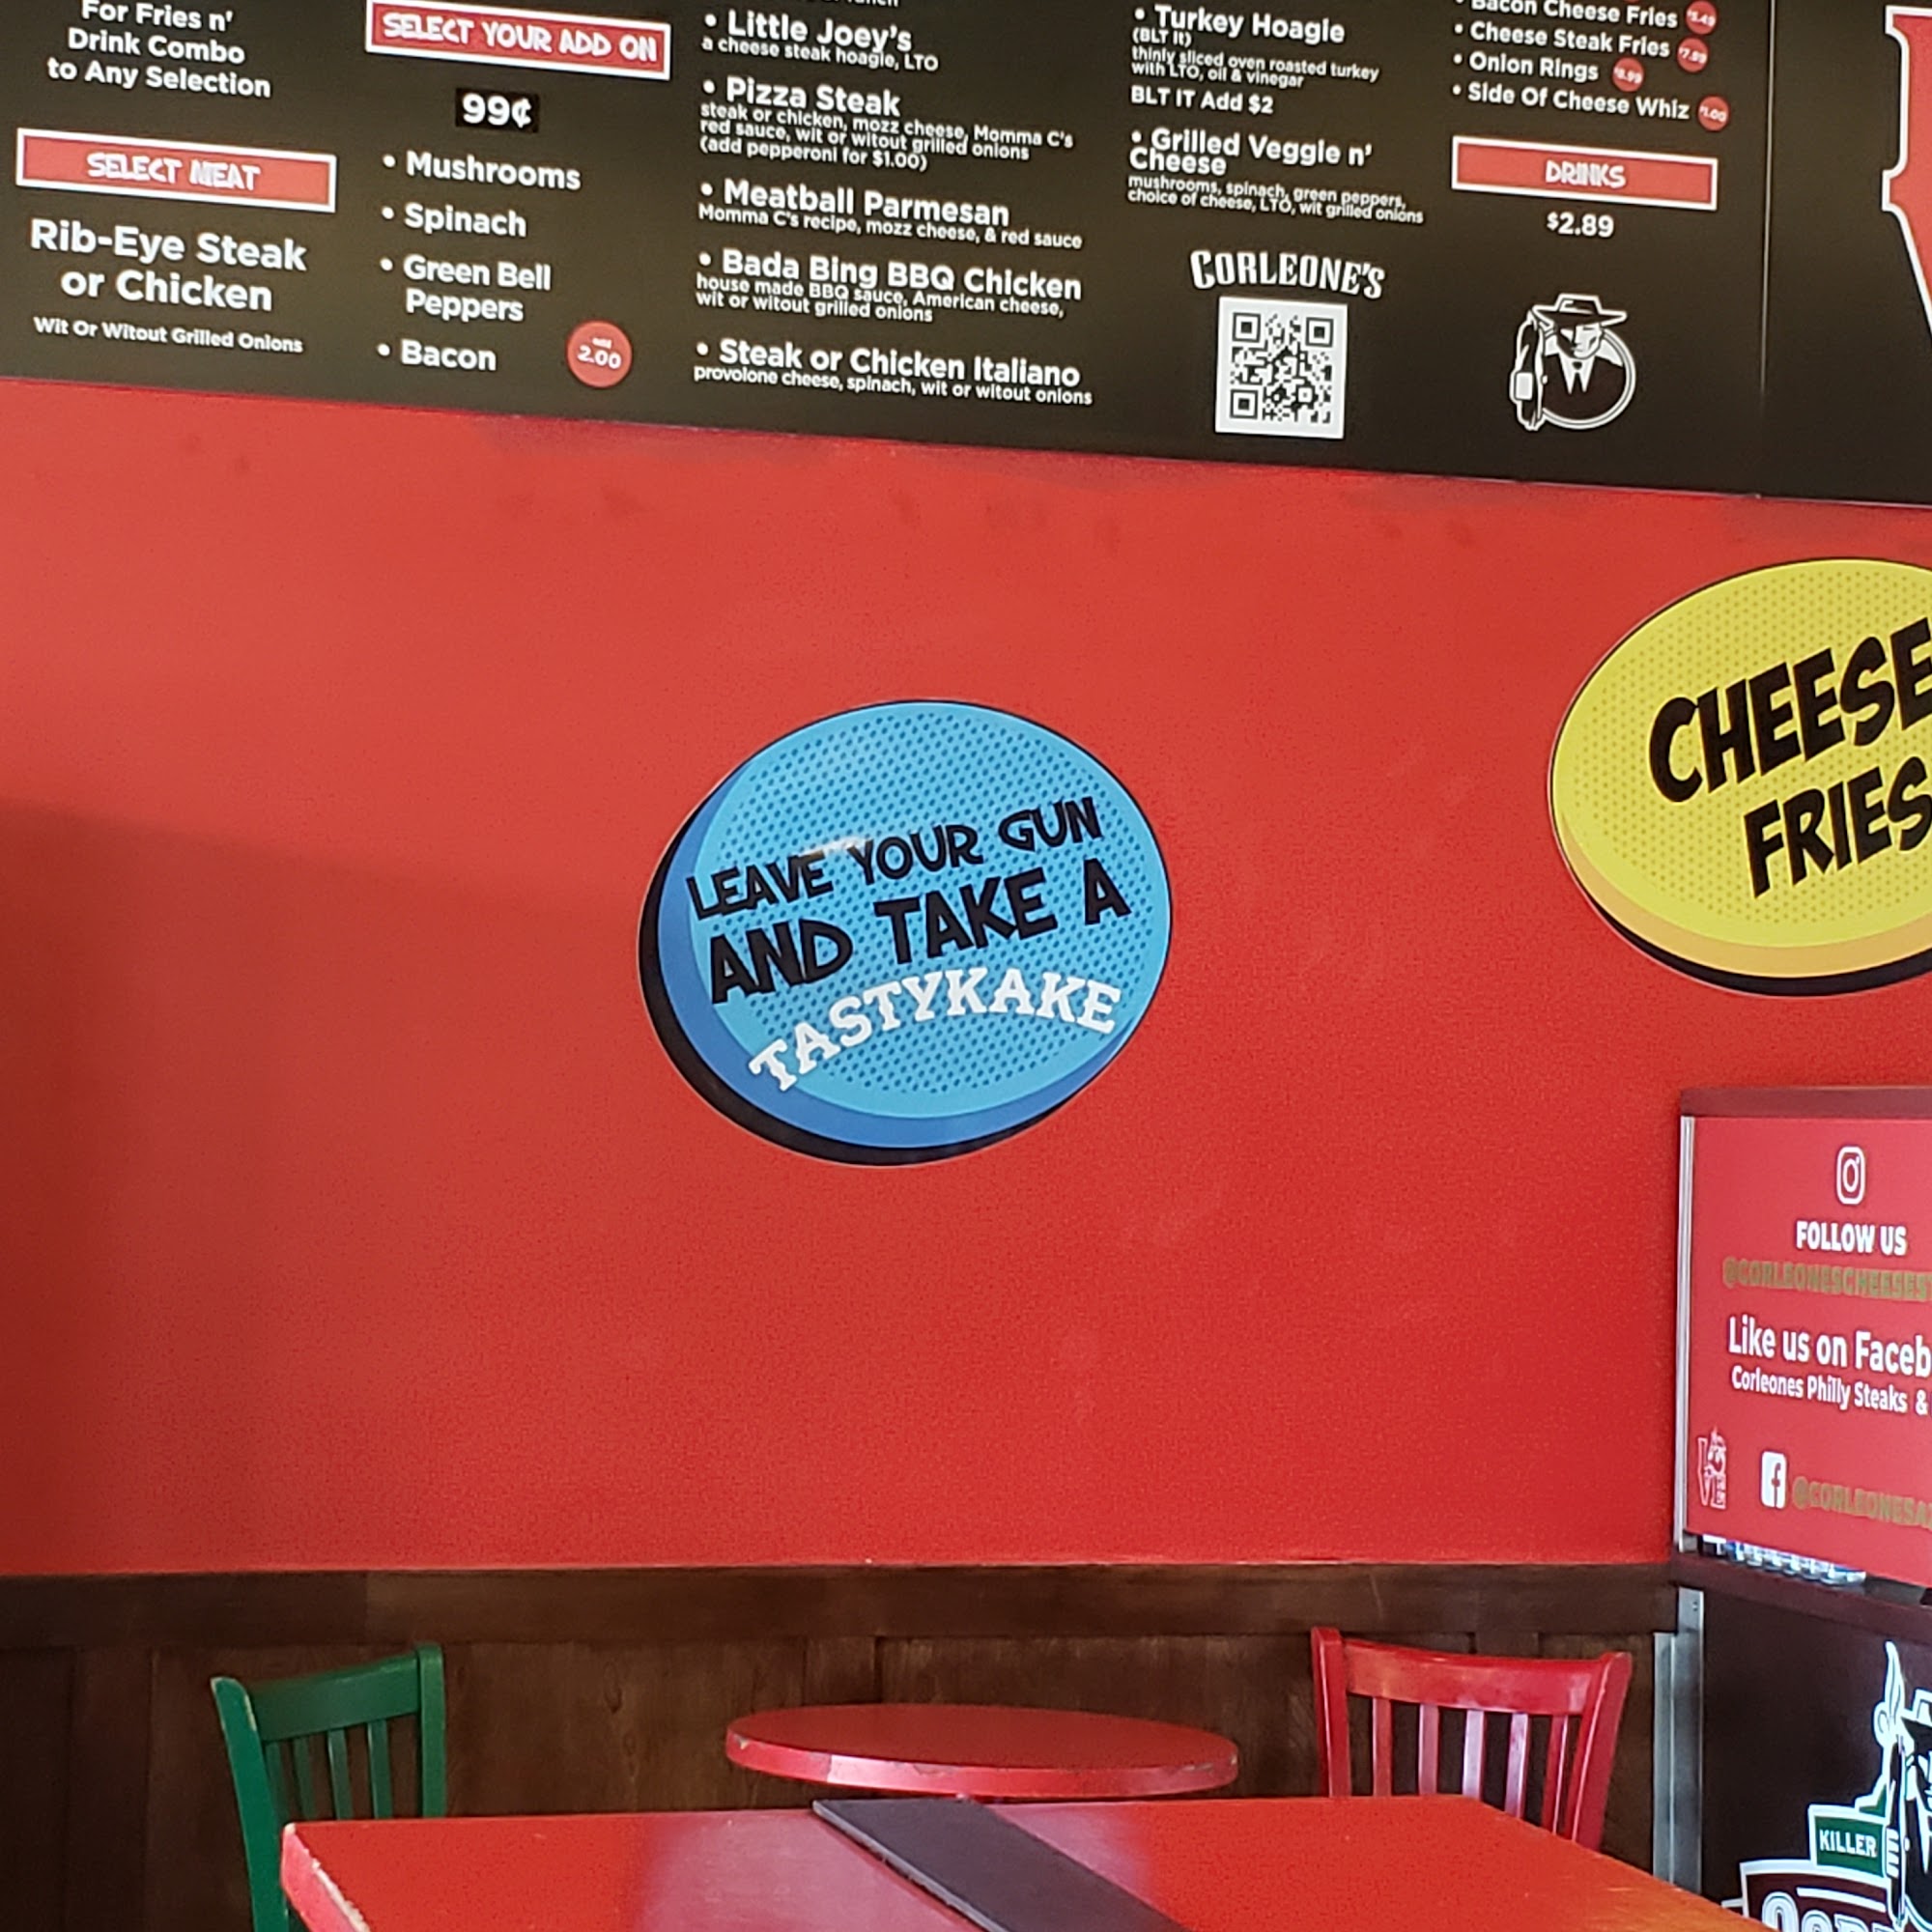 For Fries n'
Drink Combo
to Any Selection
SELECT MEAT
Rib-Eye Steak
or Chicken
Wit Or Witout Grilled Onions
SELECT YOUR ADD ON
99¢
• Mushrooms
• Spinach
• Green Bell
Peppers
• Bacon
2.00
• Little Joey's
a cheese steak hoagie, LTO
• Pizza Steak
steak or chicken, mozz cheese, Momma C's
red sauce, wit or witout grilled onions
(add pepperoni for $1.00)
• Meatball Parmesan
Momma C's recipe, mozz cheese, & red sauce
• Bada Bing BBQ Chicken
house made BBQ sauce, American cheese,
wit or witout grilled onions
• Steak or Chicken Italiano
provolone cheese, spinach, wit or witout onions
• Turkey Hoagie
(BLT It)
thinly sliced oven roasted turkey
with LTO, oil & vinegar
BLT IT Add $2
• Grilled Veggie n'
Cheese
mushrooms, spinach, green peppers,
choice of cheese, LTO, wit grilled onions
CORLEONE'S
• Bacon Cheese Fries
• Cheese Steak Fries $7.89
• Onion Rings
• Side Of Cheese Whiz $1.00
DRINKS
$2.89
LEAVE YOUR GUN
AND TAKE A
TASTYKAKE
CHEESE
FRIES
FOLLOW US
@CORLEONESCHEESEST
Like us on Faceb
Corleones Philly Steaks &
@CORLEONESA
KILLER